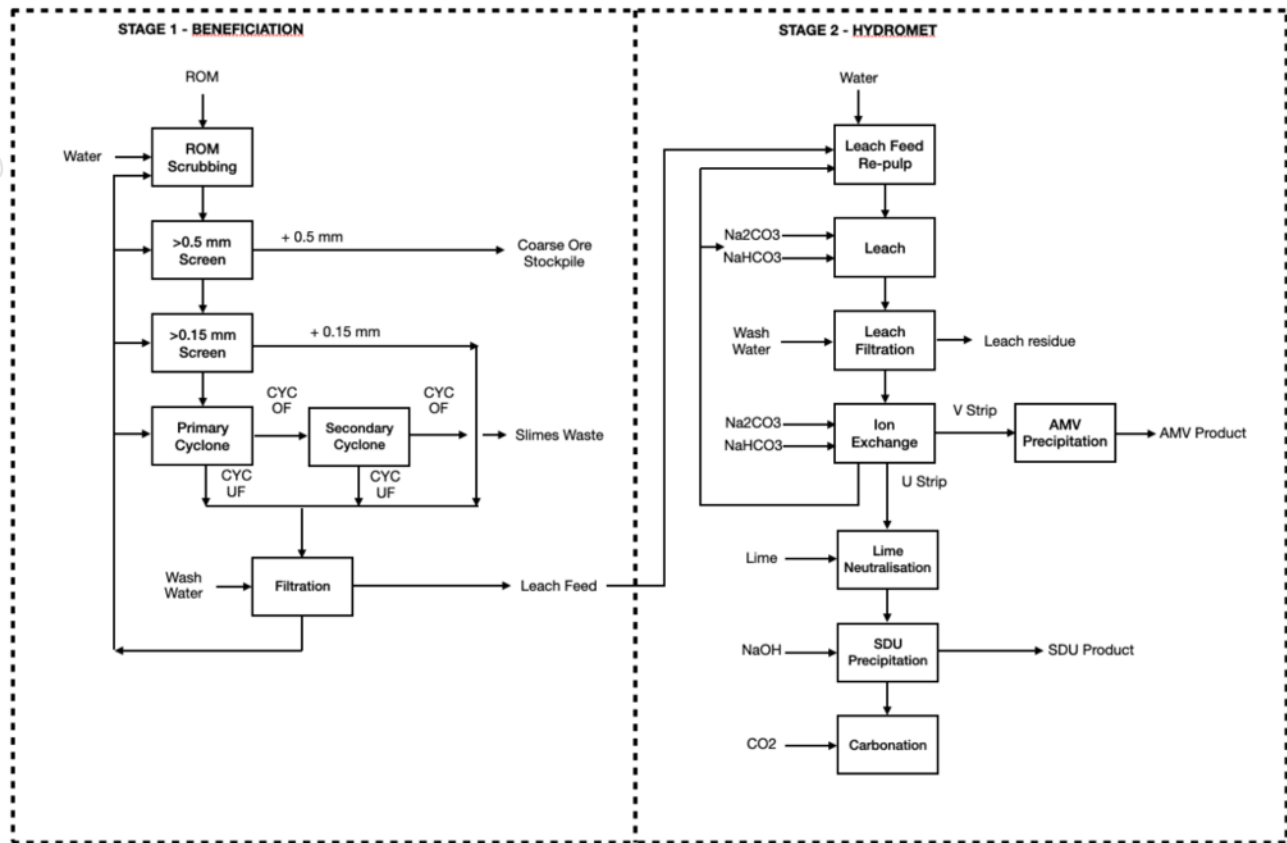 STAGE 1 - BENEFICIATION
ROM
Water
ROM
Scrubbing
>0.5 mm
Screen
+ 0.5 mm
Coarse Ore
Stockpile
>0.15 mm
Screen
+ 0.15 mm
CYC
OF
CYC
OF
Primary
Cyclone
Secondary
Cyclone
Slimes Waste
CYC
UF
CYC
UF
Wash
Water
Filtration
Leach Feed
STAGE 2 - HYDROMET
Water
Leach Feed
Re-pulp
Na2CO3
NaHCO3
Leach
Wash
Water
Leach
Filtration
Leach residue
Na2CO3
NaHCO3
Ion
Exchange
V Strip
AMV
Precipitation
AMV Product
U Strip
Lime
Lime
Neutralisation
NaOH
SDU
Precipitation
SDU Product
CO2
Carbonation